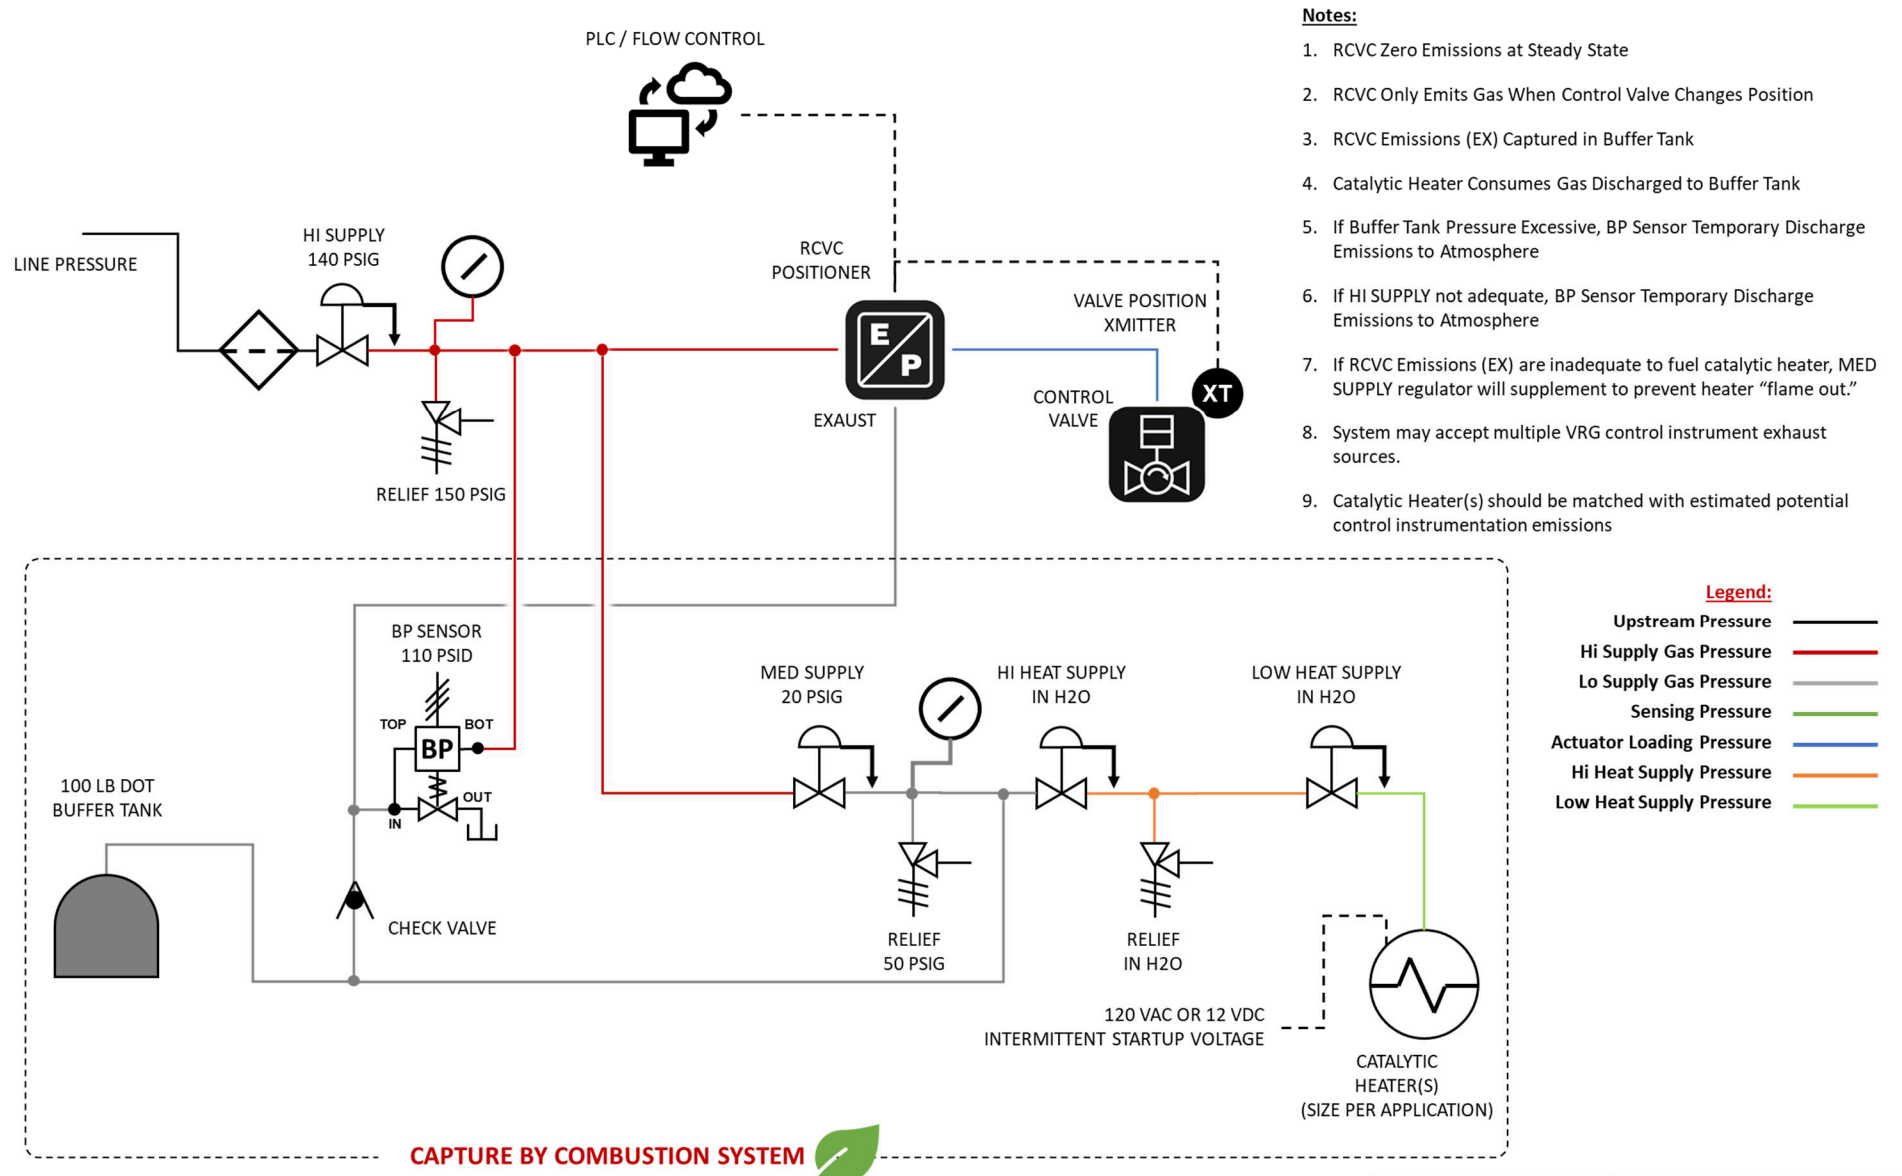 PLC / FLOW CONTROL
LINE PRESSURE
HI SUPPLY
140 PSIG
RELIEF 150 PSIG
RCVC
POSITIONER
E
P
EXAUST
VALVE POSITION
XMITTER
XT
CONTROL
VALVE
Notes:
1. RCVC Zero Emissions at Steady State
2. RCVC Only Emits Gas When Control Valve Changes Position
3. RCVC Emissions (EX) Captured in Buffer Tank
4. Catalytic Heater Consumes Gas Discharged to Buffer Tank
5. If Buffer Tank Pressure Excessive, BP Sensor Temporary Discharge
Emissions to Atmosphere
6. If HI SUPPLY not adequate, BP Sensor Temporary Discharge
Emissions to Atmosphere
7. If RCVC Emissions (EX) are inadequate to fuel catalytic heater, MED
SUPPLY regulator will supplement to prevent heater “flame out.”
8. System may accept multiple VRG control instrument exhaust
sources.
9. Catalytic Heater(s) should be matched with estimated potential
control instrumentation emissions
Legend:
Upstream Pressure
Hi Supply Gas Pressure
Lo Supply Gas Pressure
Sensing Pressure
Actuator Loading Pressure
Hi Heat Supply Pressure
Low Heat Supply Pressure
BP SENSOR
110 PSID
TOP
BOT
BP
OUT
IN
100 LB DOT
BUFFER TANK
CHECK VALVE
MED SUPPLY
20 PSIG
HI HEAT SUPPLY
IN H2O
LOW HEAT SUPPLY
IN H2O
RELIEF
50 PSIG
RELIEF
IN H2O
120 VAC OR 12 VDC
INTERMITTENT STARTUP VOLTAGE
CATALYTIC
HEATER(S)
(SIZE PER APPLICATION)
CAPTURE BY COMBUSTION SYSTEM